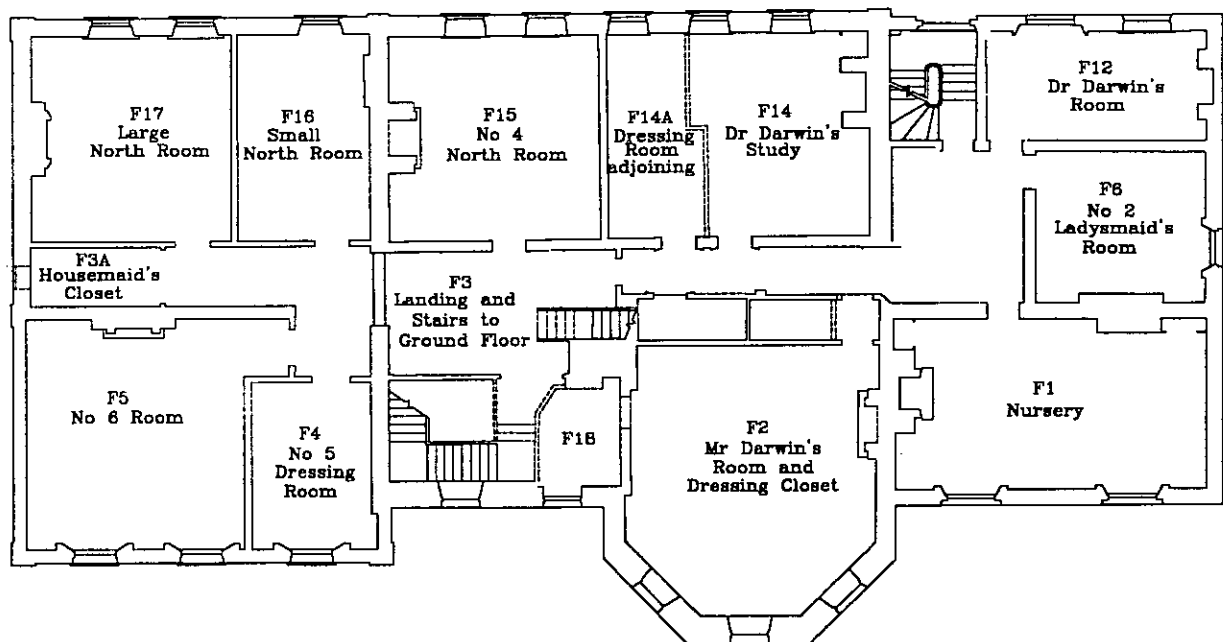 F17
Large
North Room
F16
Small
North Room
F15
No 4
North Room
F14A
Dressing
Room
adjoining
F14
Dr Darwin's
Study
F12
Dr Darwin's
Room
F6
No 2
Ladysmaid's
Room
F3A
Housemaid's
Closet
F3
Landing and
Stairs to
Ground Floor
F5
No 6 Room
F4
No 5
Dressing
Room
F18
F2
Mr Darwin's
Room and
Dressing Closet
F1
Nursery